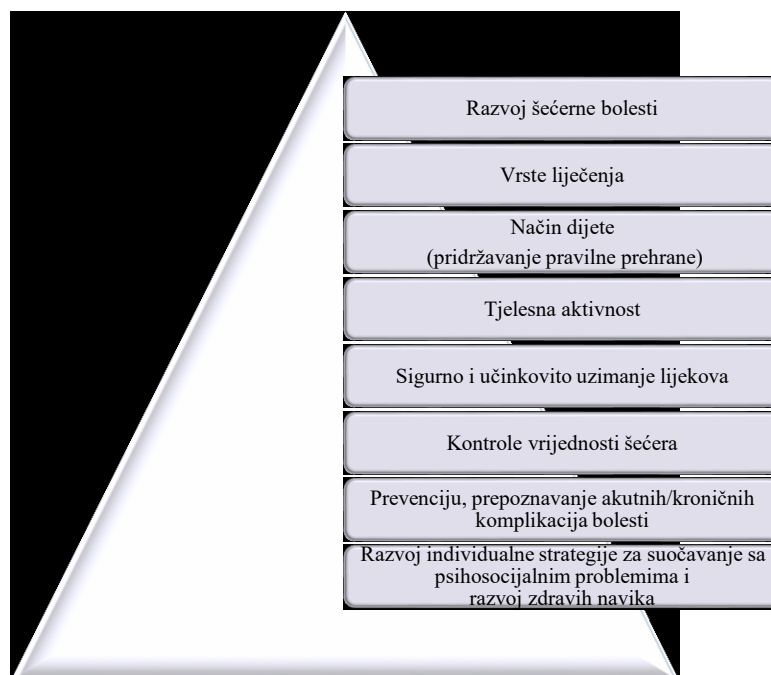 Razvoj šećerne bolesti
Vrste liječenja
Način dijete
(pridržavanje pravilne prehrane)
Tjelesna aktivnost
Sigurno i učinkovito uzimanje lijekova
Kontrole vrijednosti šećera
Prevenciju, prepoznavanje akutnih/kroničnih
komplikacija bolesti
Razvoj individualne strategije za suočavanje sa
psihosocijalnim problemima i
razvoj zdravih navika